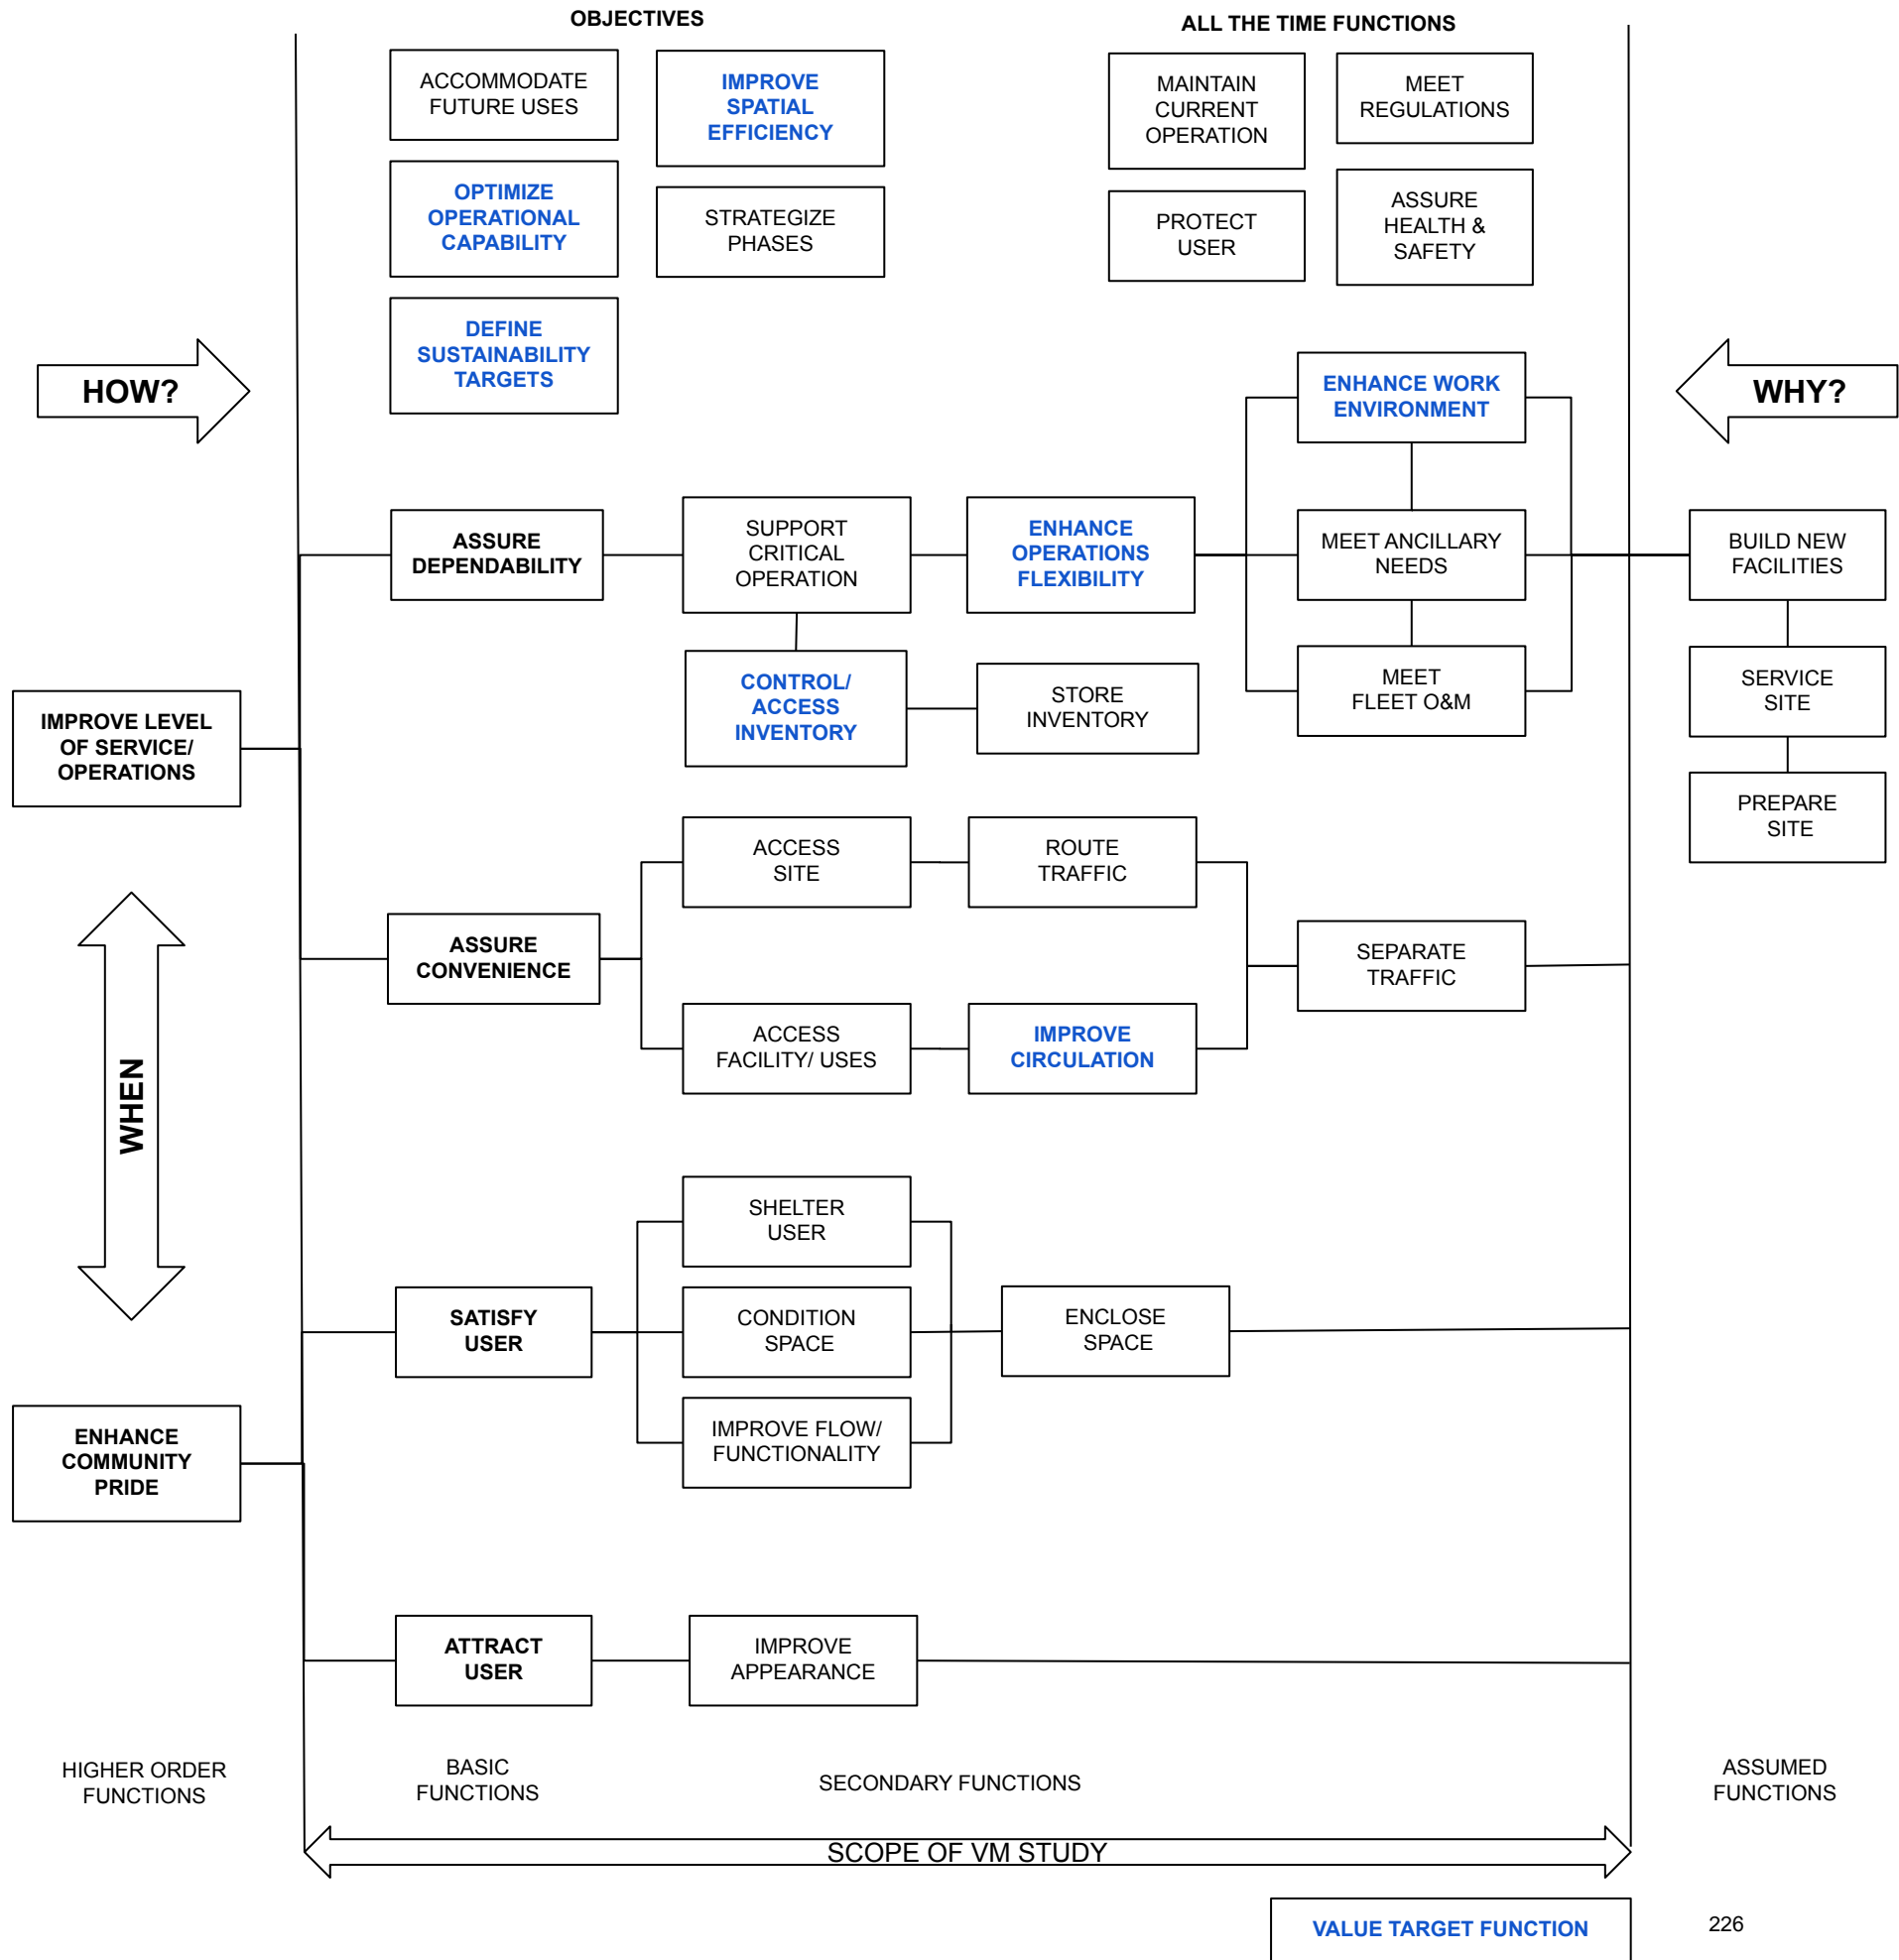 OBJECTIVES
ALL THE TIME FUNCTIONS
ACCOMMODATE
FUTURE USES
IMPROVE
SPATIAL
EFFICIENCY
MAINTAIN
CURRENT
OPERATION
MEET
REGULATIONS
OPTIMIZE
OPERATIONAL
CAPABILITY
STRATEGIZE
PHASES
PROTECT
USER
ASSURE
HEALTH &
SAFETY
DEFINE
SUSTAINABILITY
TARGETS
HOW?
WHY?
ENHANCE WORK
ENVIRONMENT
ASSURE
DEPENDABILITY
SUPPORT
CRITICAL
OPERATION
ENHANCE
OPERATIONS
FLEXIBILITY
MEET ANCILLARY
NEEDS
BUILD NEW
FACILITIES
CONTROL/
ACCESS
INVENTORY
STORE
INVENTORY
MEET
FLEET O&M
SERVICE
SITE
IMPROVE LEVEL
OF SERVICE/
OPERATIONS
PREPARE
SITE
ACCESS
SITE
ROUTE
TRAFFIC
ASSURE
CONVENIENCE
SEPARATE
TRAFFIC
ACCESS
FACILITY/ USES
IMPROVE
CIRCULATION
WHEN
SHELTER
USER
SATISFY
USER
CONDITION
SPACE
ENCLOSE
SPACE
IMPROVE FLOW/
FUNCTIONALITY
ENHANCE
COMMUNITY
PRIDE
ATTRACT
USER
IMPROVE
APPEARANCE
HIGHER ORDER
FUNCTIONS
BASIC
FUNCTIONS
SECONDARY FUNCTIONS
ASSUMED
FUNCTIONS
SCOPE OF VM STUDY
VALUE TARGET FUNCTION
226